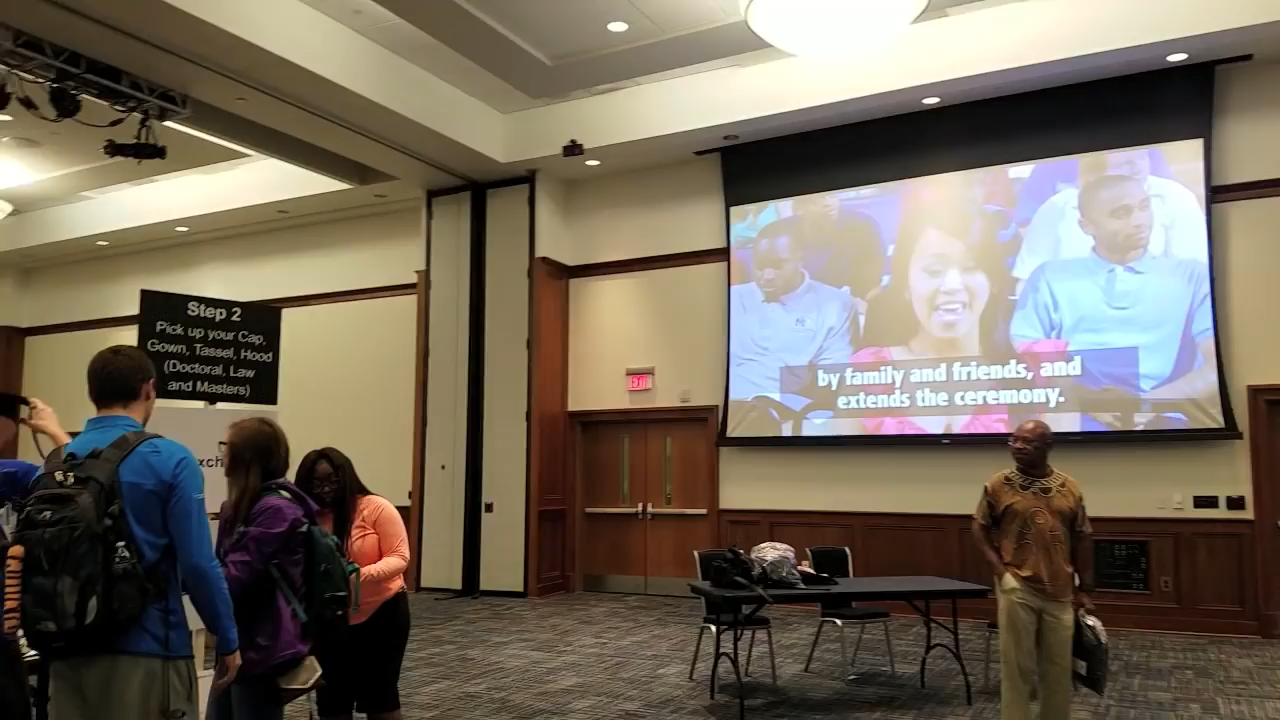 Step 2
Pick up your Cap,
Gown, Tassel, Hood
(Doctoral, Law
and Masters)
xch
EXIT
by family and friends, and
extends the ceremony.